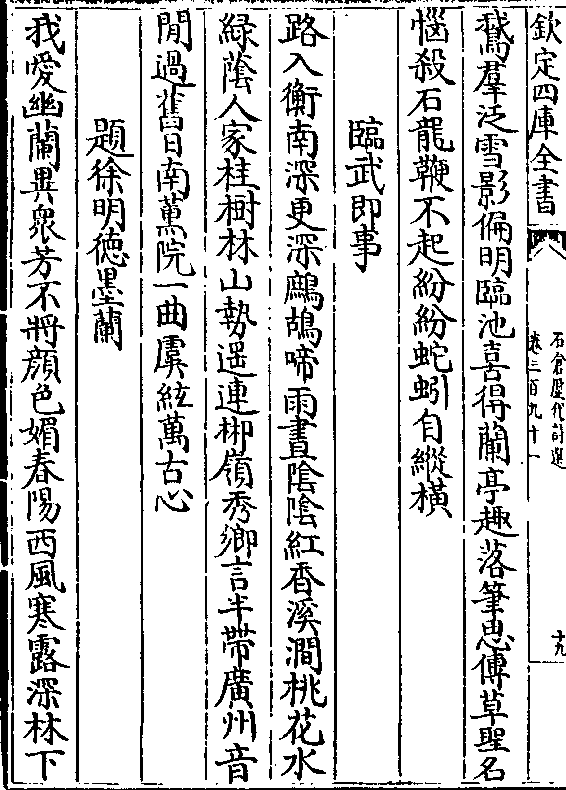 欽定四庫全書
石倉歷代詩選
卷三百九十一
十九
鵞羣泛雪影偏明臨池喜得蘭亭趣落筆思傳草聖名
惱殺石龍鞭不起紛紛蛇蚓自縱橫
臨武即事
路入衡南深更深鷓鴣啼雨晝隂隂紅香溪澗桃花水
緑蔭人家桂樹林山勢遥連郴嶺秀鄉言半帶廣州音
閒過舊日南薫院一曲虞絃萬古心
題徐明徳墨蘭
我愛幽蘭異衆芳不將顔色媚春陽西風寒露深林下